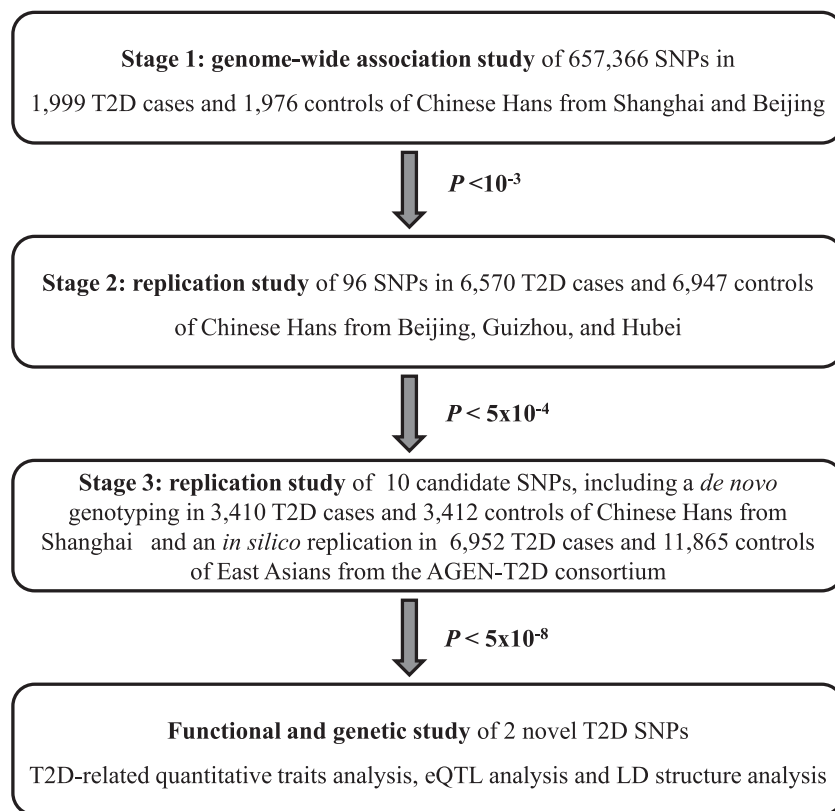 Stage 1: genome-wide association study of 657,366 SNPs in
1,999 T2D cases and 1,976 controls of Chinese Hans from Shanghai and Beijing
P <10-3
Stage 2: replication study of 96 SNPs in 6,570 T2D cases and 6,947 controls
of Chinese Hans from Beijing, Guizhou, and Hubei
P < 5x10-4
Stage 3: replication study of 10 candidate SNPs, including a de novo
genotyping in 3,410 T2D cases and 3,412 controls of Chinese Hans from
Shanghai and an in silico replication in 6,952 T2D cases and 11,865 controls
of East Asians from the AGEN-T2D consortium
P < 5x10-8
Functional and genetic study of 2 novel T2D SNPs
T2D-related quantitative traits analysis, eQTL analysis and LD structure analysis